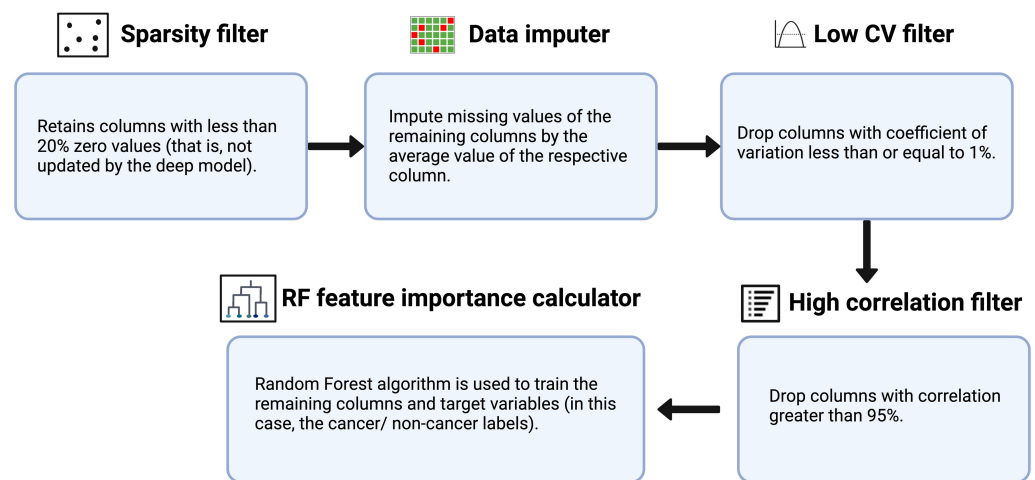 Sparsity filter
Retains columns with less than
20% zero values (that is, not
updated by the deep model).
Data imputer
Impute missing values of the
remaining columns by the
average value of the respective
column.
Low CV filter
Drop columns with coefficient of
variation less than or equal to 1%.
High correlation filter
Drop columns with correlation
greater than 95%.
RF feature importance calculator
Random Forest algorithm is used to train the
remaining columns and target variables (in this
case, the cancer/ non-cancer labels).